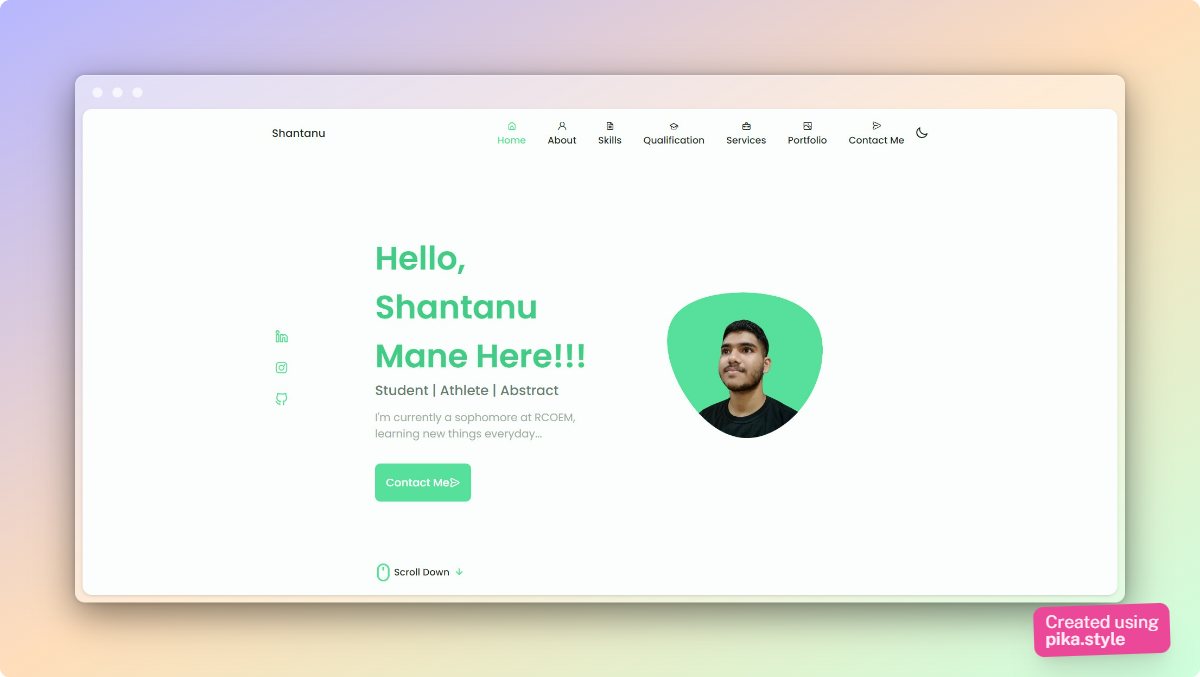 Shantanu
Home
About
Skills
Qualification
Services
Portfolio
Contact Me
Hello,
Shantanu
Mane Here!!!
Student | Athlete | Abstract
I'm currently a sophomore at RCOEM,
learning new things everyday...
Contact Me
Scroll Down
Created using
pika.style